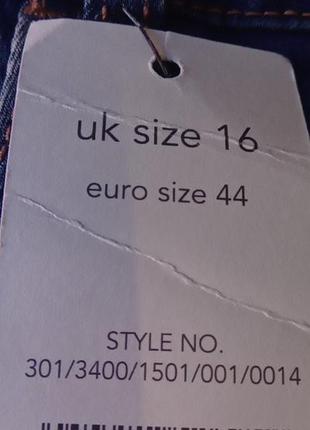 uk size 16
euro size 44
STYLE NO.
301/3400/1501/001/0014